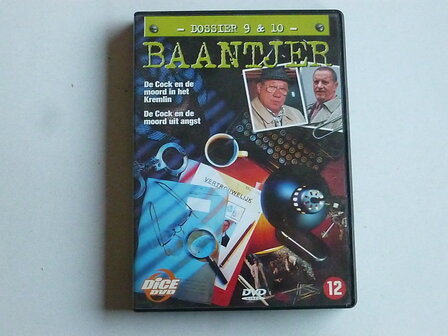 - DOSSIER 9 & 10 -
BAANTJER
De Cock en de
moord in het
Kremlin
De Cock en de
moord uit angst
VERTROUWELIJK
DiCE
DVD
DVD
VIDEO
12